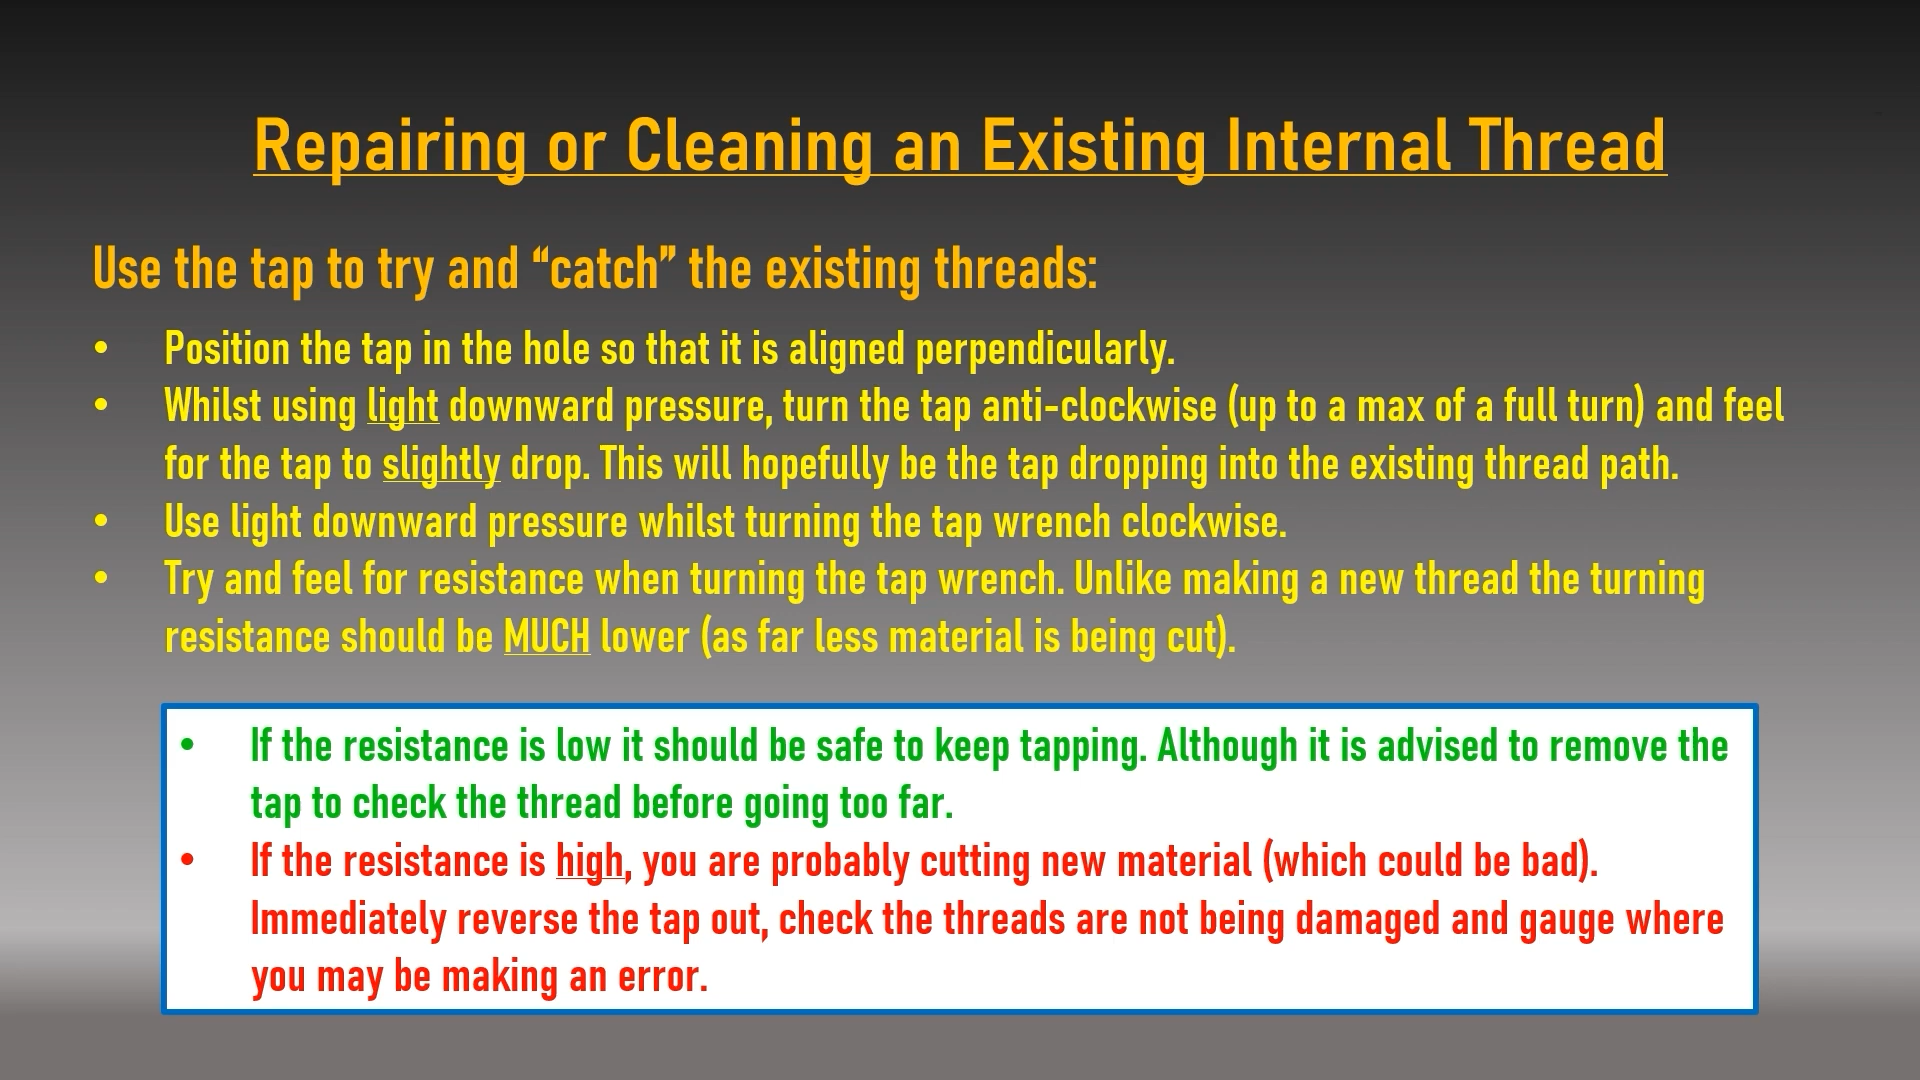 Repairing or Cleaning an Existing Internal Thread
Use the tap to try and “catch” the existing threads:
• Position the tap in the hole so that it is aligned perpendicularly.
• Whilst using light downward pressure, turn the tap anti-clockwise (up to a max of a full turn) and feel
for the tap to slightly drop. This will hopefully be the tap dropping into the existing thread path.
• Use light downward pressure whilst turning the tap wrench clockwise.
• Try and feel for resistance when turning the tap wrench. Unlike making a new thread the turning
resistance should be MUCH lower (as far less material is being cut).
• If the resistance is low it should be safe to keep tapping. Although it is advised to remove the
tap to check the thread before going too far.
• If the resistance is high, you are probably cutting new material (which could be bad).
Immediately reverse the tap out, check the threads are not being damaged and gauge where
you may be making an error.